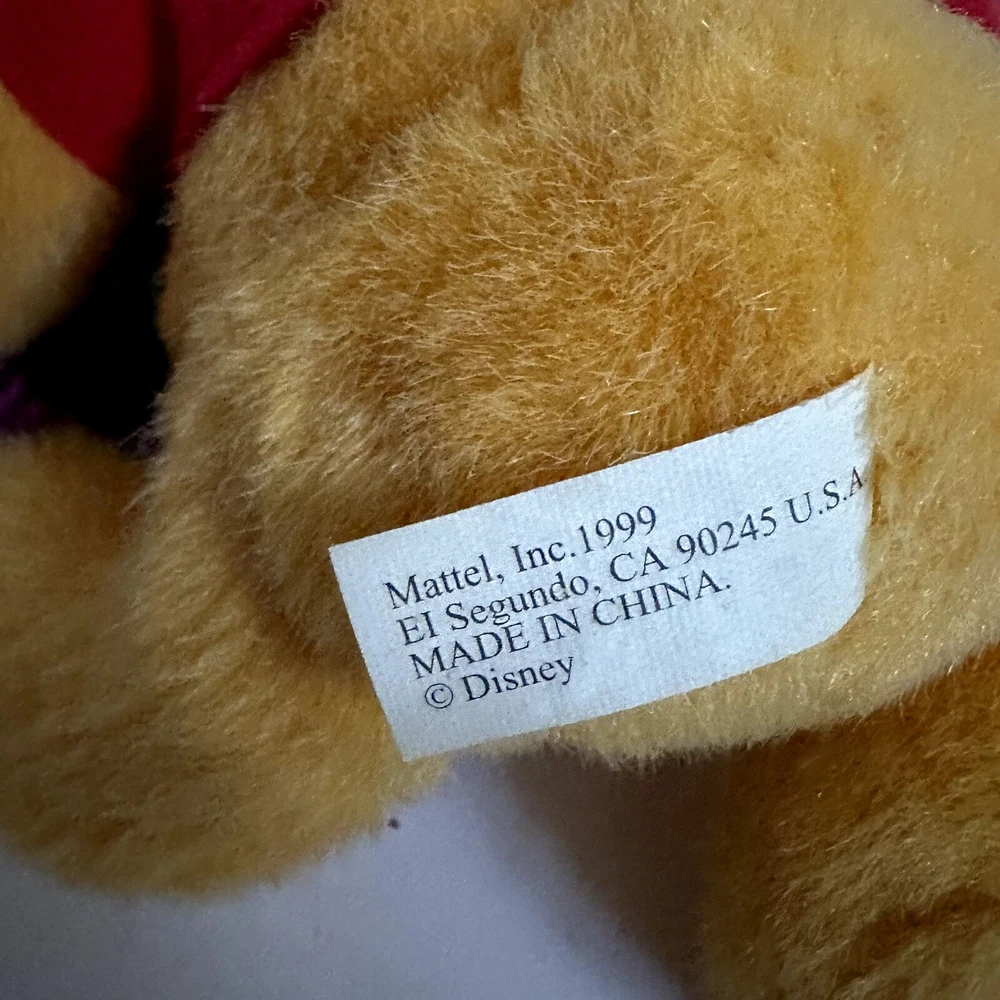 Mattel, Inc.1999
El Segundo, CA 90245 U.S.A
MADE IN CHINA.
© Disney